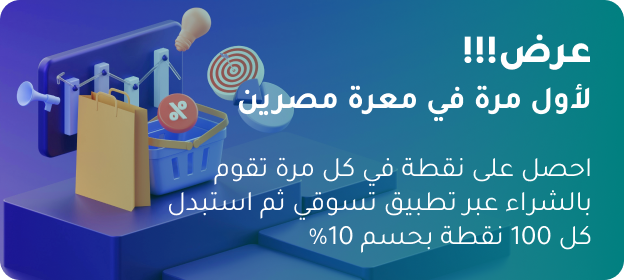 عرض!!!
لأول مرة في معرة مصرين
احصل على نقطة في كل مرة تقوم
بالشراء عبر تطبيق تسوقي ثم استبدل
كل 100 نقطة بحسم 10%
%